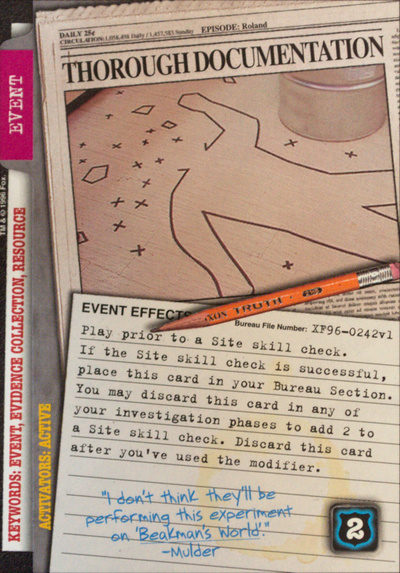 DAILY 25¢ EPISODE: Roland
CIRCULATION: 1,058,498 Daily / 1,457,583 Sunday
THOROUGH DOCUMENTATION
EVENT
TM & © 1996 Fox.
KEYWORDS: EVENT, EVIDENCE COLLECTION, RESOURCE
ACTIVATORS: ACTIVE
TRUTH
EVENT EFFECTS
Bureau File Number: XF96-0242v1
Play prior to a Site skill check.
If the Site skill check is successful,
place this card in your Bureau Section.
You may discard this card in any of
your investigation phases to add 2 to
a Site skill check. Discard this card
after you've used the modifier.
"I don't think they'll be
performing this experiment
on 'Beakman's World'."
-Mulder
2